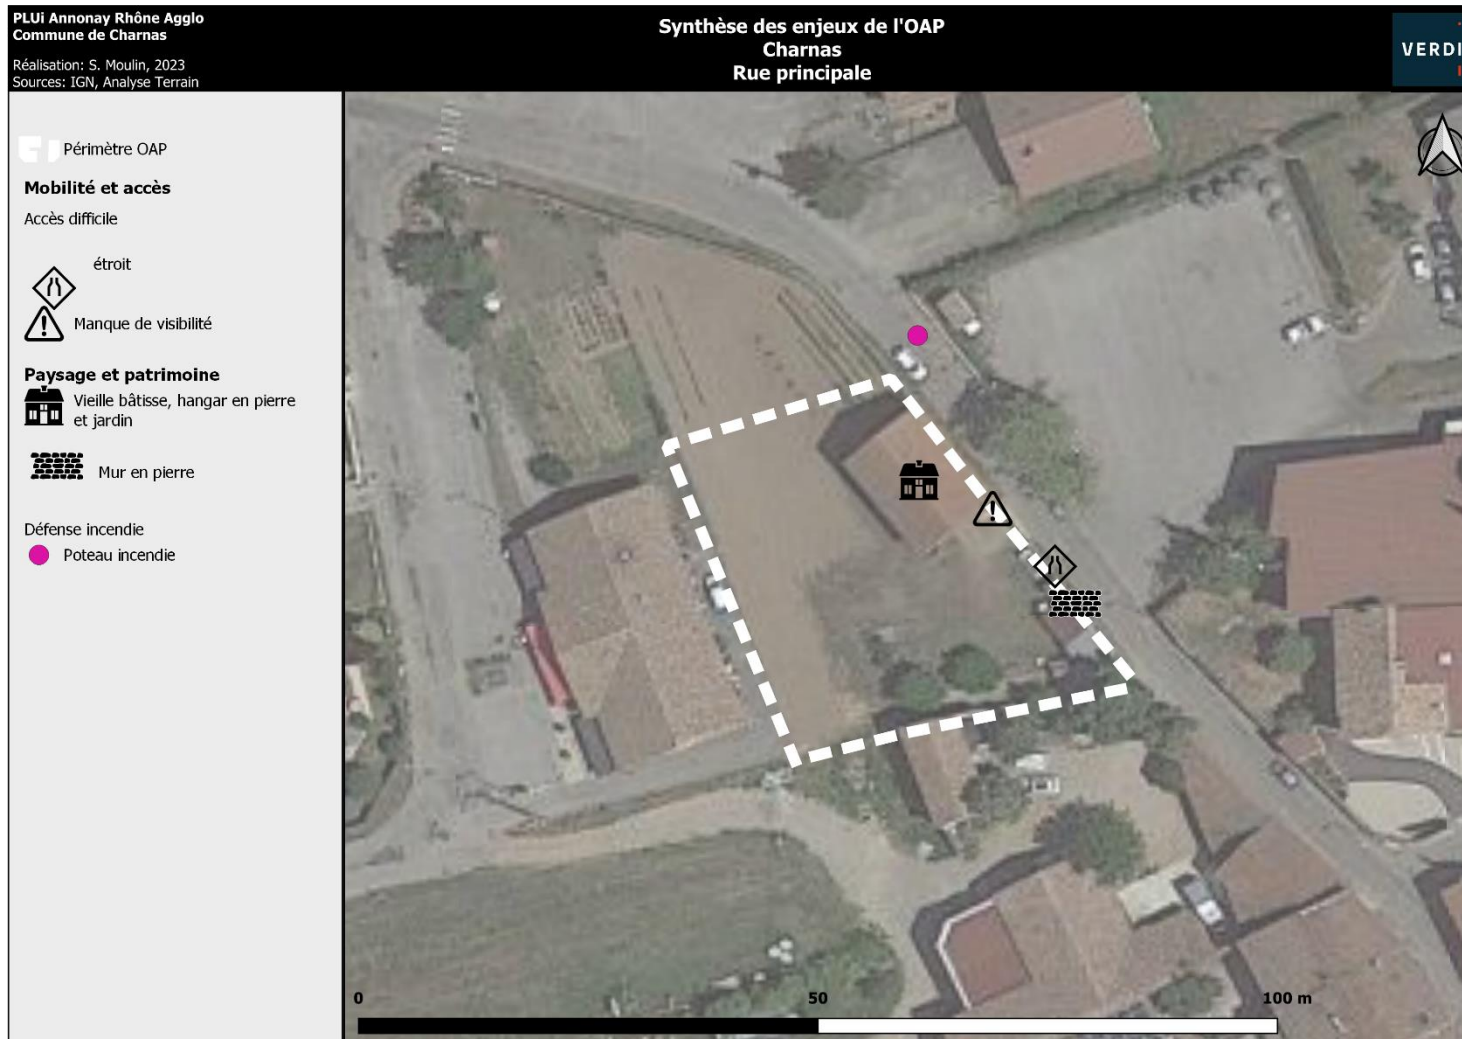 PLUi Annonay Rhône Agglo
Commune de Charnas
Réalisation: S. Moulin, 2023
Sources: IGN, Analyse Terrain
Synthèse des enjeux de l'OAP
Charnas
Rue principale
VERDI
Périmètre OAP
Mobilité et accès
Accès difficile
étroit
Manque de visibilité
Paysage et patrimoine
Vieille bâtisse, hangar en pierre
et jardin
Mur en pierre
Défense incendie
Poteau incendie
0 50 100 m